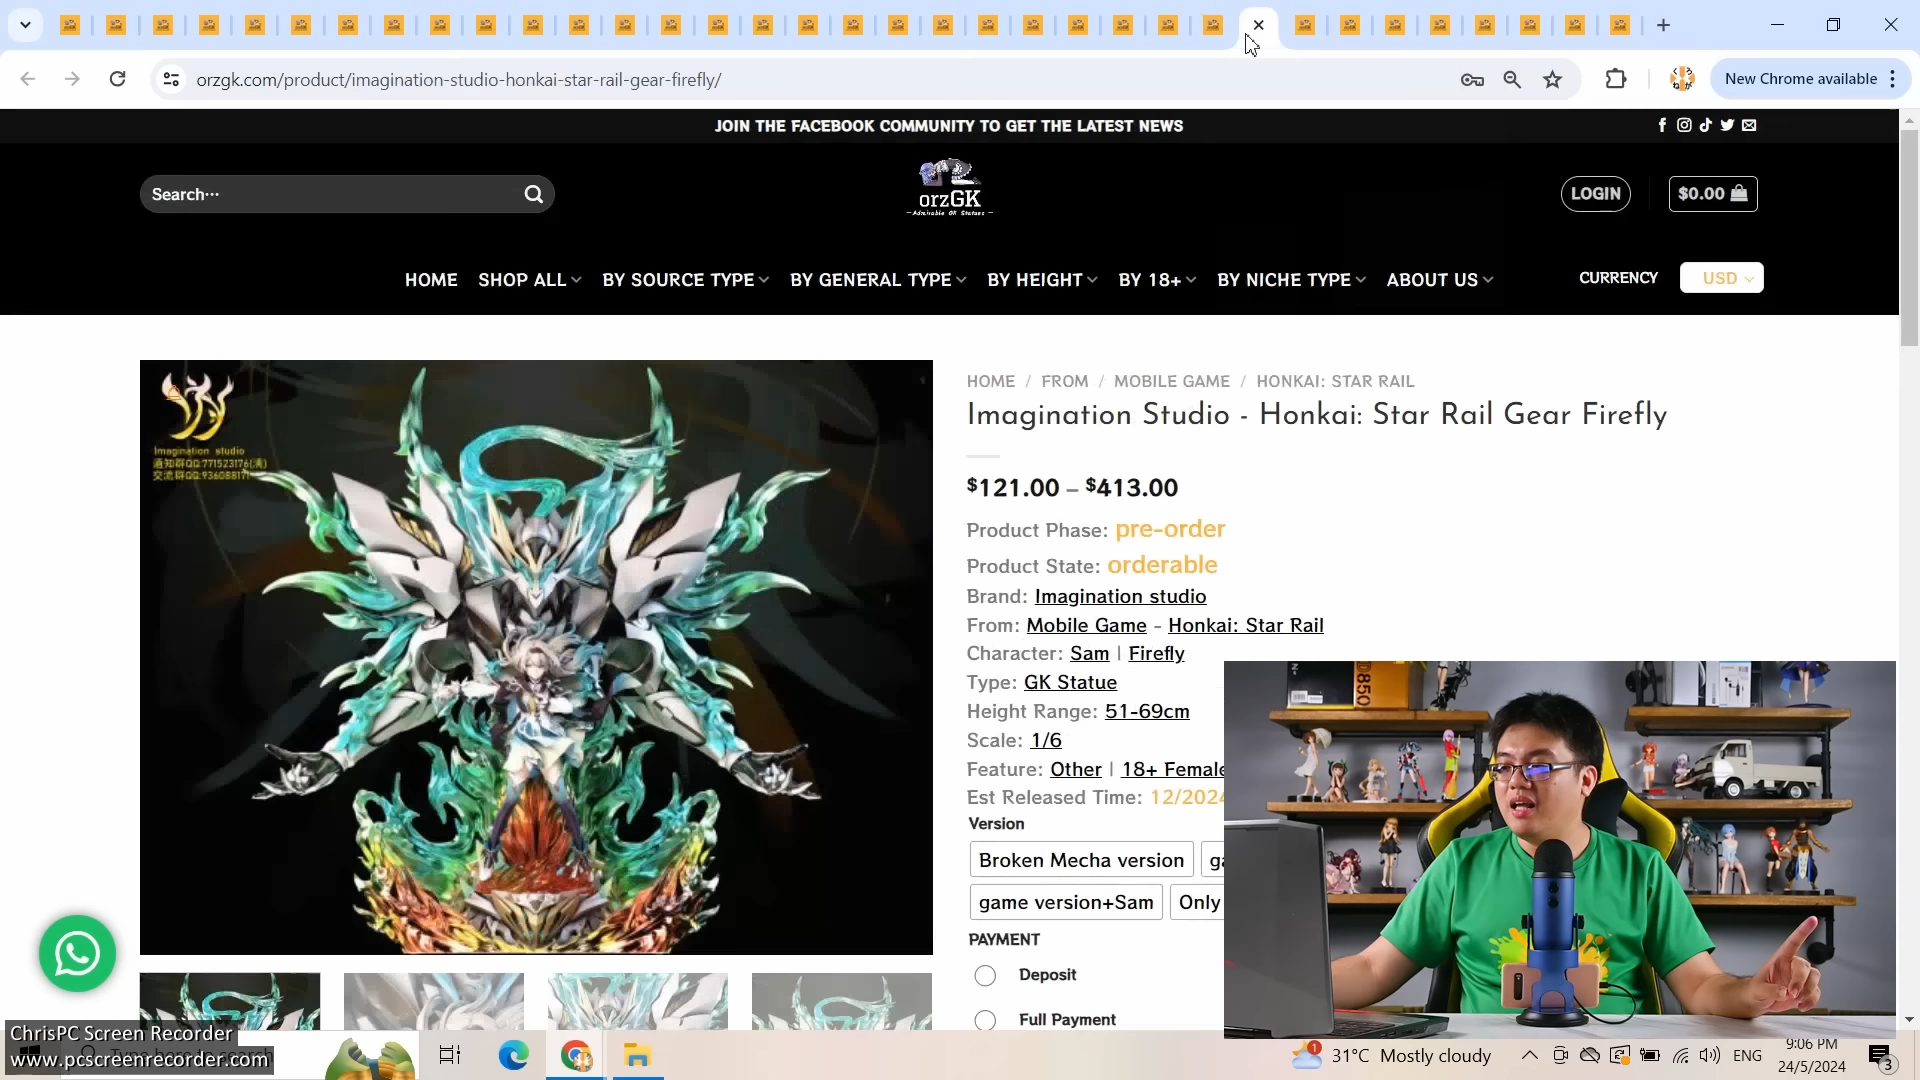 orzgk.com/product/imagination-studio-honkai-star-rail-gear-firefly/
New Chrome available
JOIN THE FACEBOOK COMMUNITY TO GET THE LATEST NEWS
Search···
orzGK
Admirable GK Statues
LOGIN
$0.00
HOME SHOP ALL BY SOURCE TYPE BY GENERAL TYPE BY HEIGHT BY 18+ BY NICHE TYPE ABOUT US
CURRENCY
USD
Imagination studio
HOME / FROM / MOBILE GAME / HONKAI: STAR RAIL
Imagination Studio - Honkai: Star Rail Gear Firefly
$121.00 – $413.00
Product Phase: pre-order
Product State: orderable
Brand: Imagination studio
From: Mobile Game - Honkai: Star Rail
Character: Sam | Firefly
Type: GK Statue
Height Range: 51-69cm
Scale: 1/6
Feature: Other | 18+ Female
Est Released Time: 12/2024
Version
Broken Mecha version
game version+Sam
Only
PAYMENT
Deposit
Full Payment
D850
ChrisPC Screen Recorder
www.pcscreenrecorder.com
1
31°C Mostly cloudy
ENG
9:06 PM
24/5/2024
3